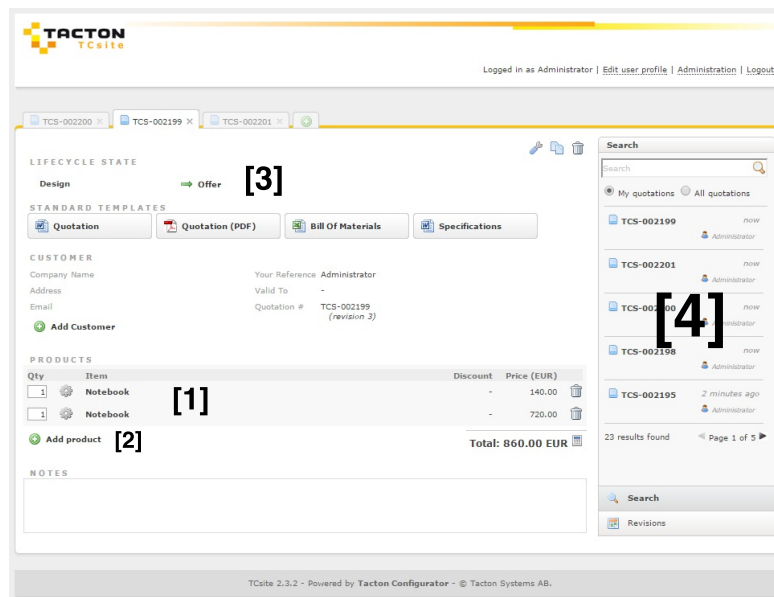 TACTON
TCsite
Logged in as Administrator | Edit user profile | Administration | Logout
TCS-002200 × TCS-002199 × TCS-002201 ×
LIFECYCLE STATE
Design Offer [3]
STANDARD TEMPLATES
Quotation Quotation (PDF) Bill Of Materials Specifications
CUSTOMER
Company Name Your Reference Administrator
Address Valid To -
Email Quotation # TCS-002199
(revision 3)
Add Customer
PRODUCTS
Qty Item Discount Price (EUR)
1 Notebook - 140.00
[1]
1 Notebook - 720.00
Add product [2]
Total: 860.00 EUR
NOTES
Search
Search
My quotations All quotations
TCS-002199 now
Administrator
TCS-002201 now
Administrator
[4]
now
TCS-002198 now
Administrator
TCS-002195 2 minutes ago
Administrator
23 results found Page 1 of 5
Search
Revisions
TCsite 2.3.2 - Powered by Tacton Configurator - © Tacton Systems AB.